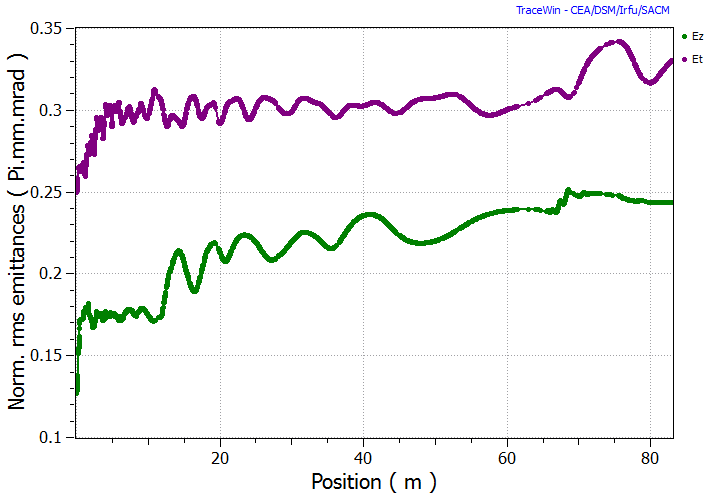 TraceWin - CEA/DSM/Irfu/SACM
0.35
Ez
Et
0.3
0.25
0.2
0.15
0.1
Norm. rms emittances ( Pi.mm.mrad )
20
40
60
80
Position ( m )